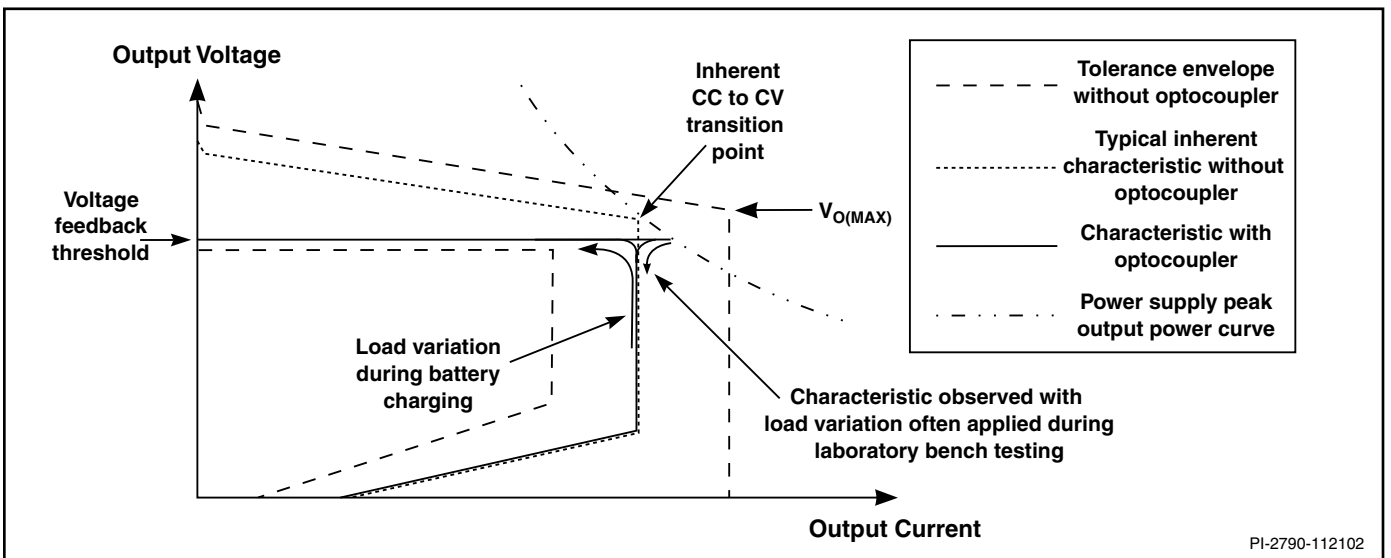 Output Voltage
Inherent
CC to CV
transition
point
Tolerance envelope
without optocoupler
Typical inherent
characteristic without
optocoupler
Characteristic with
optocoupler
Power supply peak
output power curve
Voltage
feedback
threshold
V<sub>O(MAX)</sub>
Load variation
during battery
charging
Characteristic observed with
load variation often applied during
laboratory bench testing
Output Current
PI-2790-112102